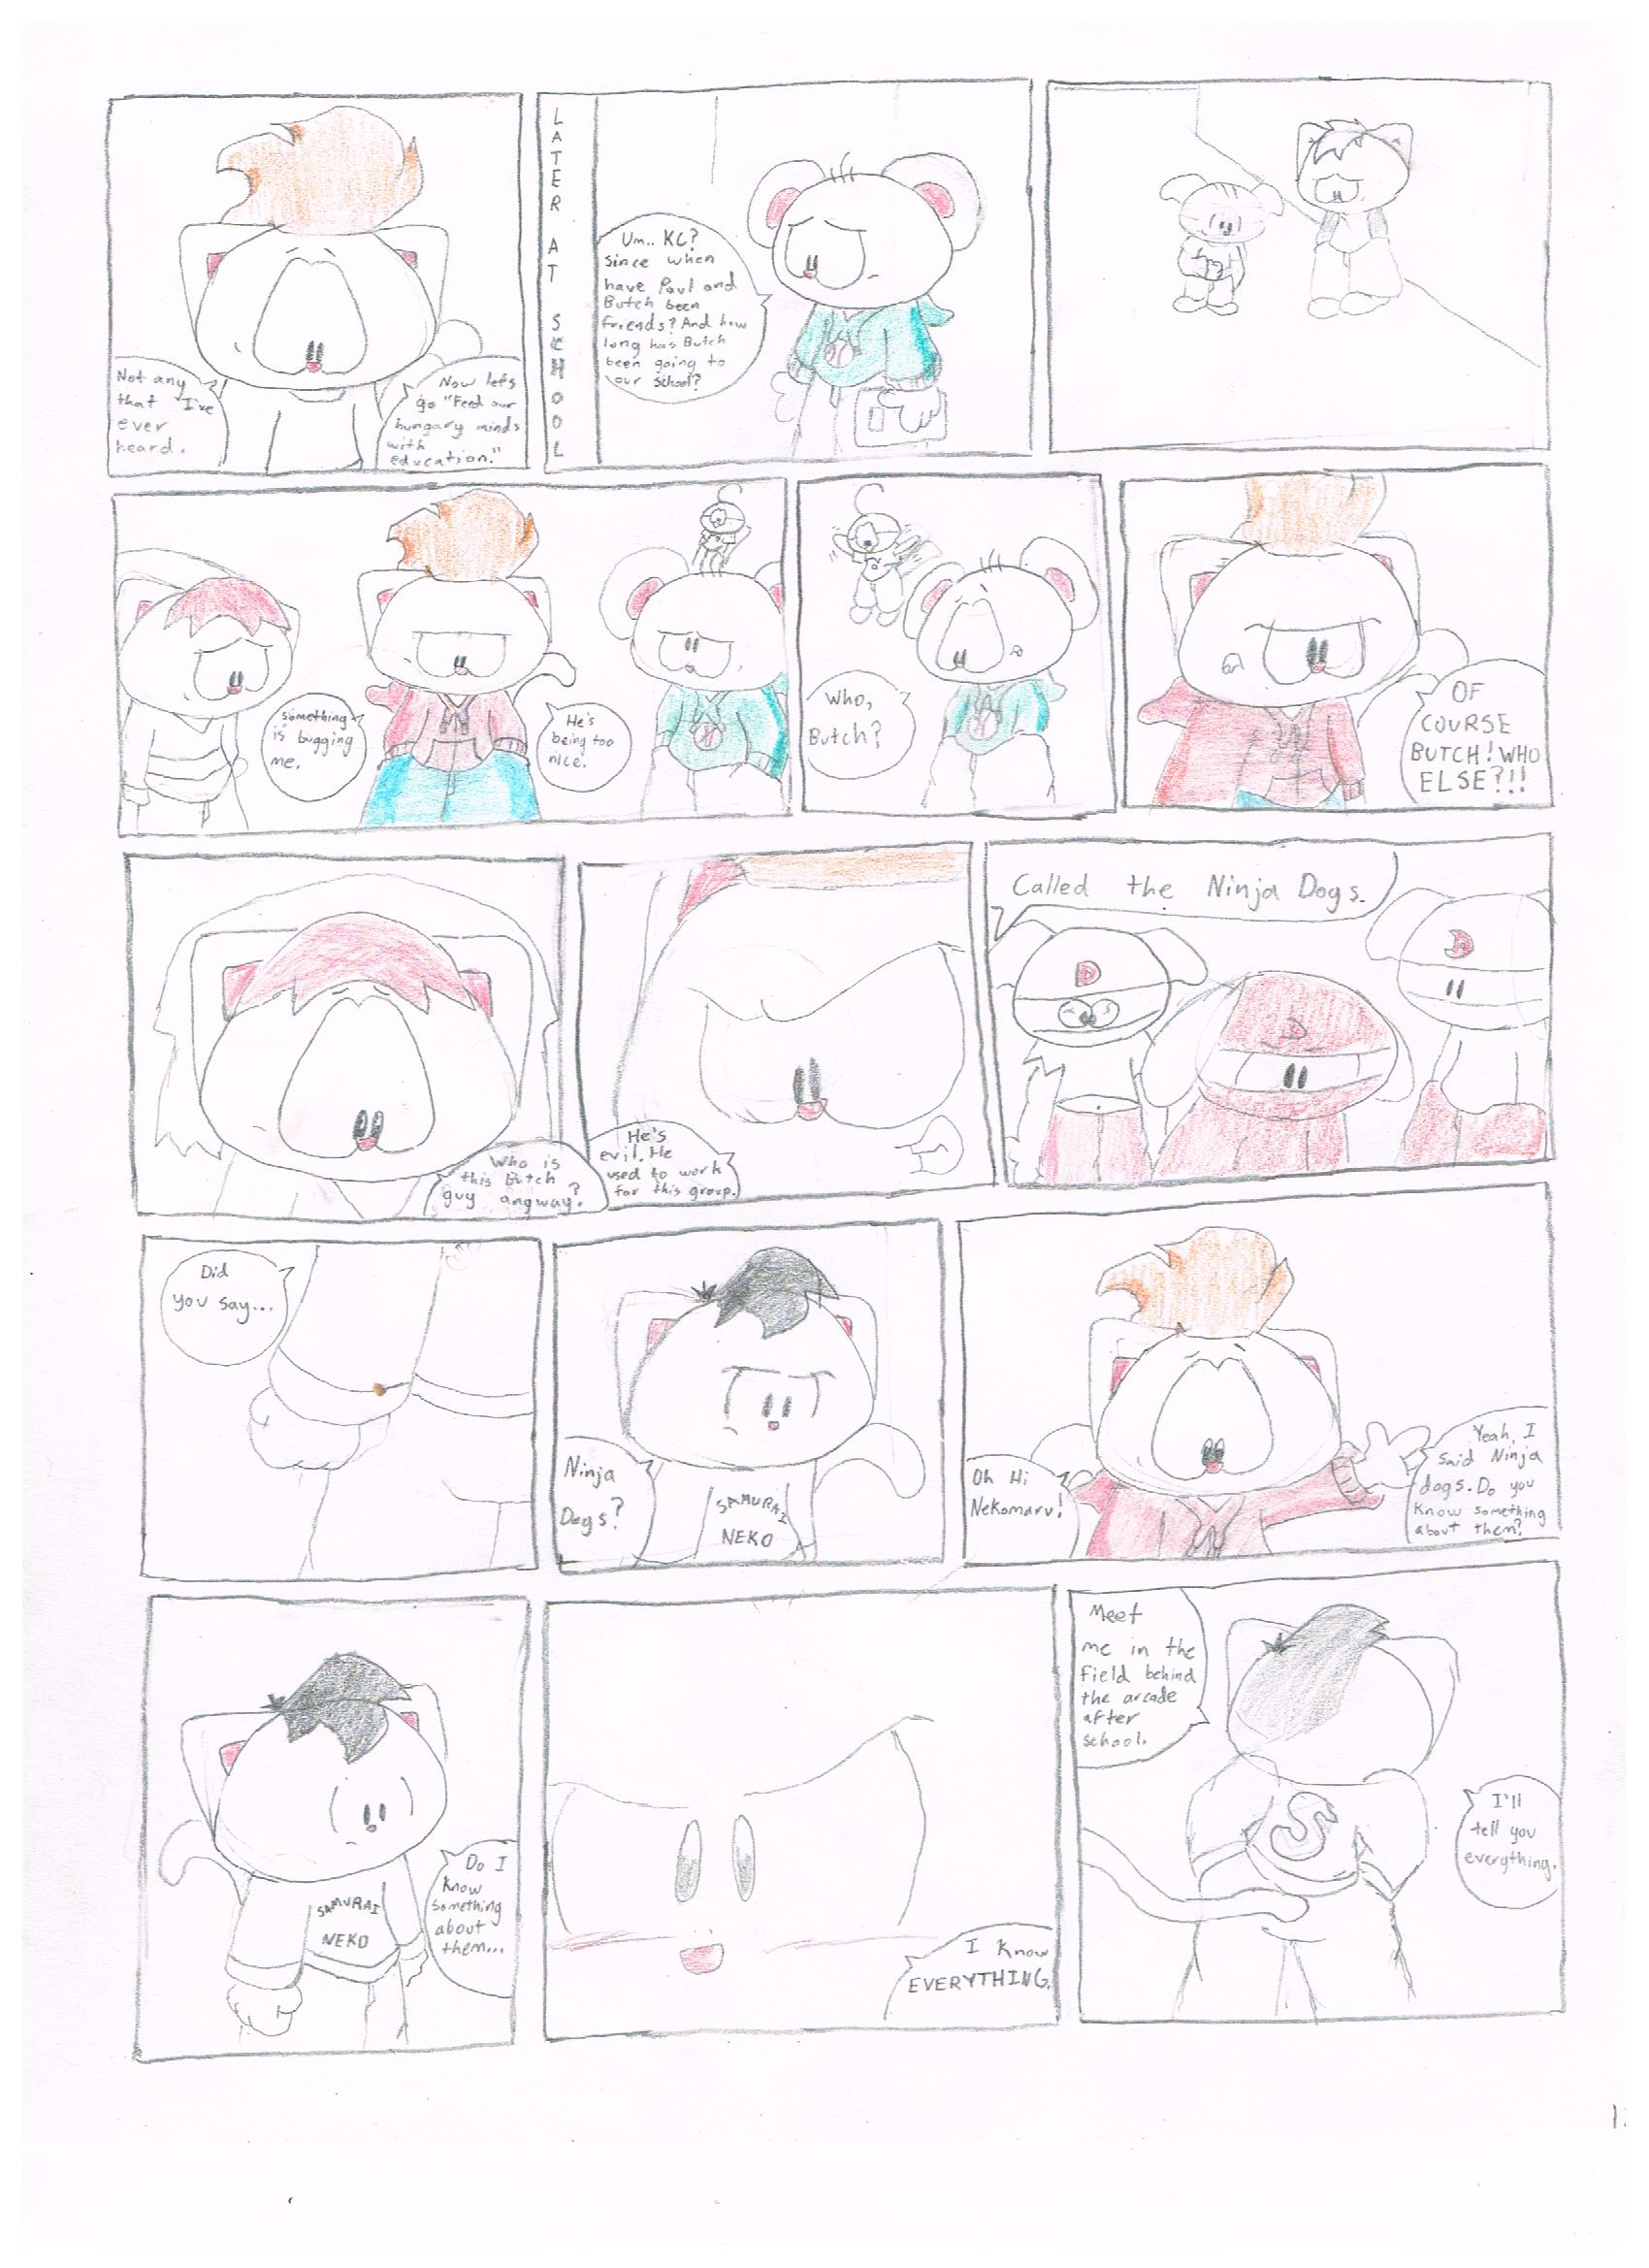 Not any
that I've
ever
heard.
Now lets
go "Feed our
hungary minds
with
education."
LATER AT SCHOOL
Um.. KC?
Since when
have Paul and
Butch been
friends? And how
long has Butch
been going to
our school?
something
is bugging
me.
He's
being too
nice.
Who,
Butch?
OF
COURSE
BUTCH! WHO
ELSE?!!
Who is
this Butch
guy angway?
He's
evil. He
used to work
for this group.
Called the Ninja Dogs.
D
D
D
Did
you say...
Ninja
Dogs?
SAMURAI
NEKO
Oh Hi
Nekomaru!
Yeah, I
said Ninja
dogs. Do you
know something
about them?
SAMURAI
NEKO
Do I
know
something
about
them...
I know
EVERYTHING.
Meet
me in the
field behind
the arcade
after
school.
S
I'll
tell you
everything.